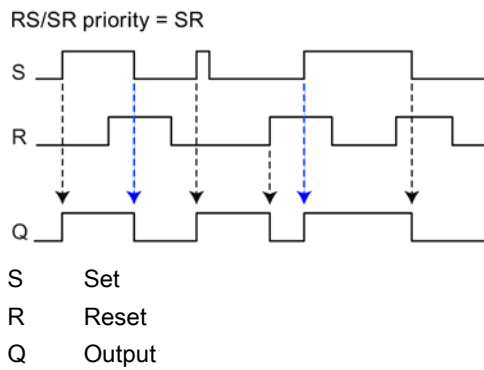 RS/SR priority = SR
S
R
Q
S Set
R Reset
Q Output